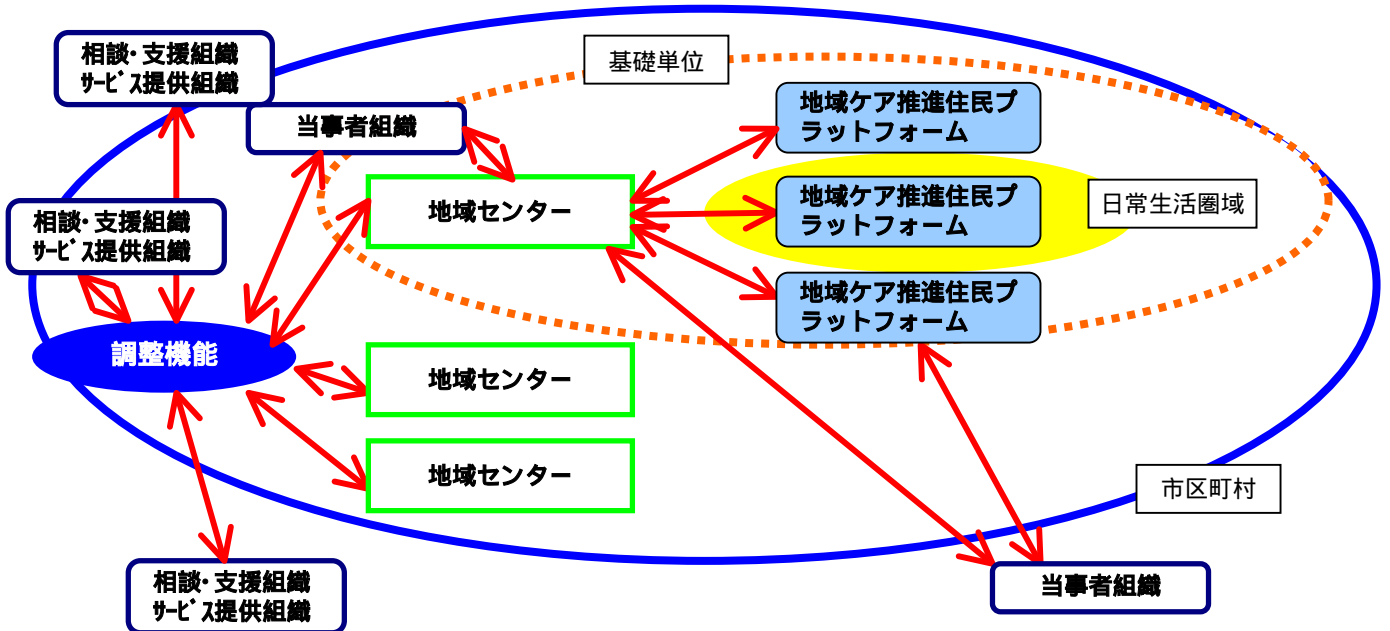 基礎単位
相談・支援組織
サービス提供組織
当事者組織
地域ケア推進住民プ
ラットフォーム
相談・支援組織
サービス提供組織
地域センター
地域ケア推進住民プ
ラットフォーム
日常生活圏域
地域ケア推進住民プ
ラットフォーム
調整機能
地域センター
地域センター
市区町村
相談・支援組織
サービス提供組織
当事者組織